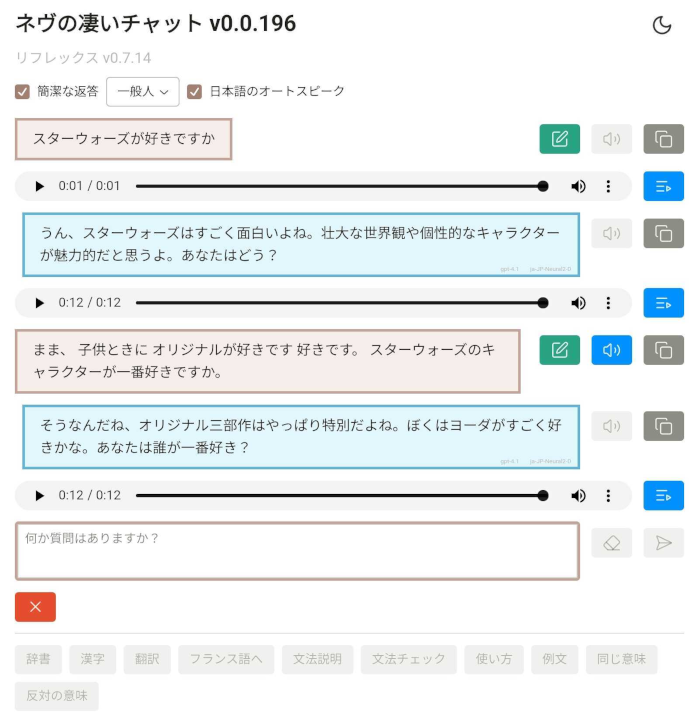 ネヴの凄いチャット v0.0.196
リフレックス v0.7.14
簡潔な返答 一般人 日本語のオートスピーク
スターウォーズが好きですか
0:01 / 0:01
うん、スターウォーズはすごく面白いよね。壮大な世界観や個性的なキャラクター
が魅力的だと思うよ。あなたはどう？
gpt-4.1 ja-JP-Neural2-D
0:12 / 0:12
まま、 子供ときに オリジナルが好きです 好きです。 スターウォーズのキ
ャラクターが一番好きですか。
そうなんだね、オリジナル三部作はやっぱり特別だよね。ぼくはヨーダがすごく好
きかな。あなたは誰が一番好き？
gpt-4.1 ja-JP-Neural2-D
0:12 / 0:12
何か質問はありますか？
辞書 漢字 翻訳 フランス語へ 文法説明 文法チェック 使い方 例文 同じ意味
反対の意味